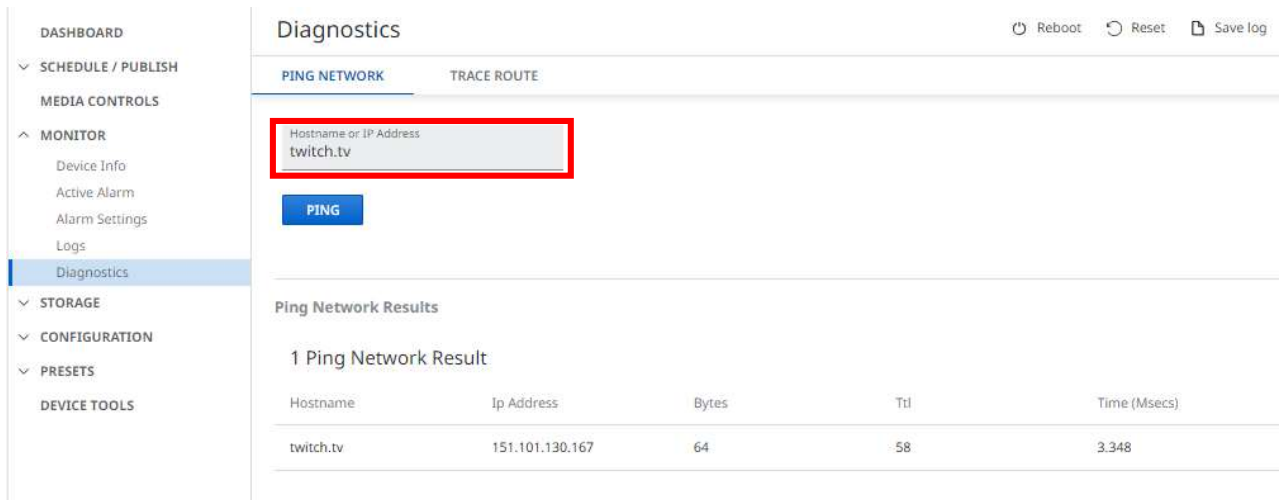 DASHBOARD
SCHEDULE / PUBLISH
MEDIA CONTROLS
MONITOR
Device Info
Active Alarm
Alarm Settings
Logs
Diagnostics
STORAGE
CONFIGURATION
PRESETS
DEVICE TOOLS
Diagnostics
Reboot Reset Save log
PING NETWORK TRACE ROUTE
Hostname or IP Address
twitch.tv
PING
Ping Network Results
1 Ping Network Result
Hostname Ip Address Bytes Ttl Time (Msecs)
twitch.tv 151.101.130.167 64 58 3.348